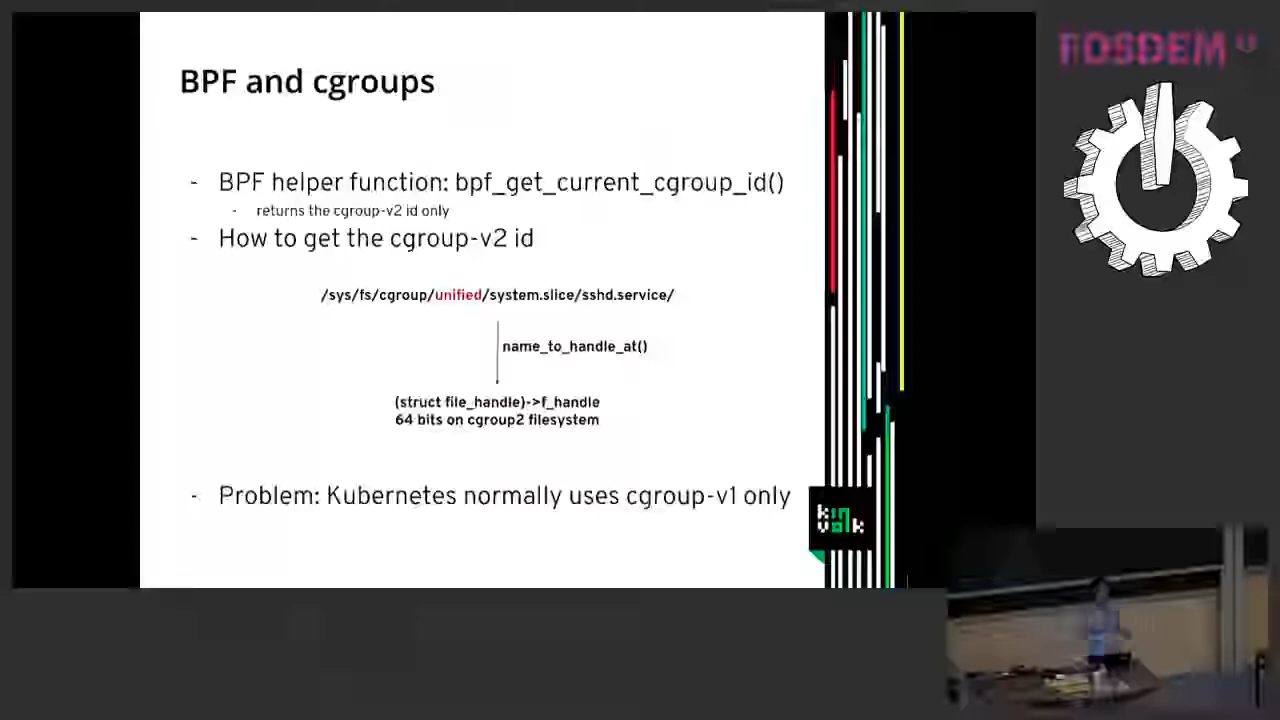 FOSDEM
BPF and cgroups
- BPF helper function: bpf_get_current_cgroup_id()
- returns the cgroup-v2 id only
- How to get the cgroup-v2 id
/sys/fs/cgroup/unified/system.slice/sshd.service/
name_to_handle_at()
(struct file_handle)->f_handle
64 bits on cgroup2 filesystem
- Problem: Kubernetes normally uses cgroup-v1 only
kin
volk